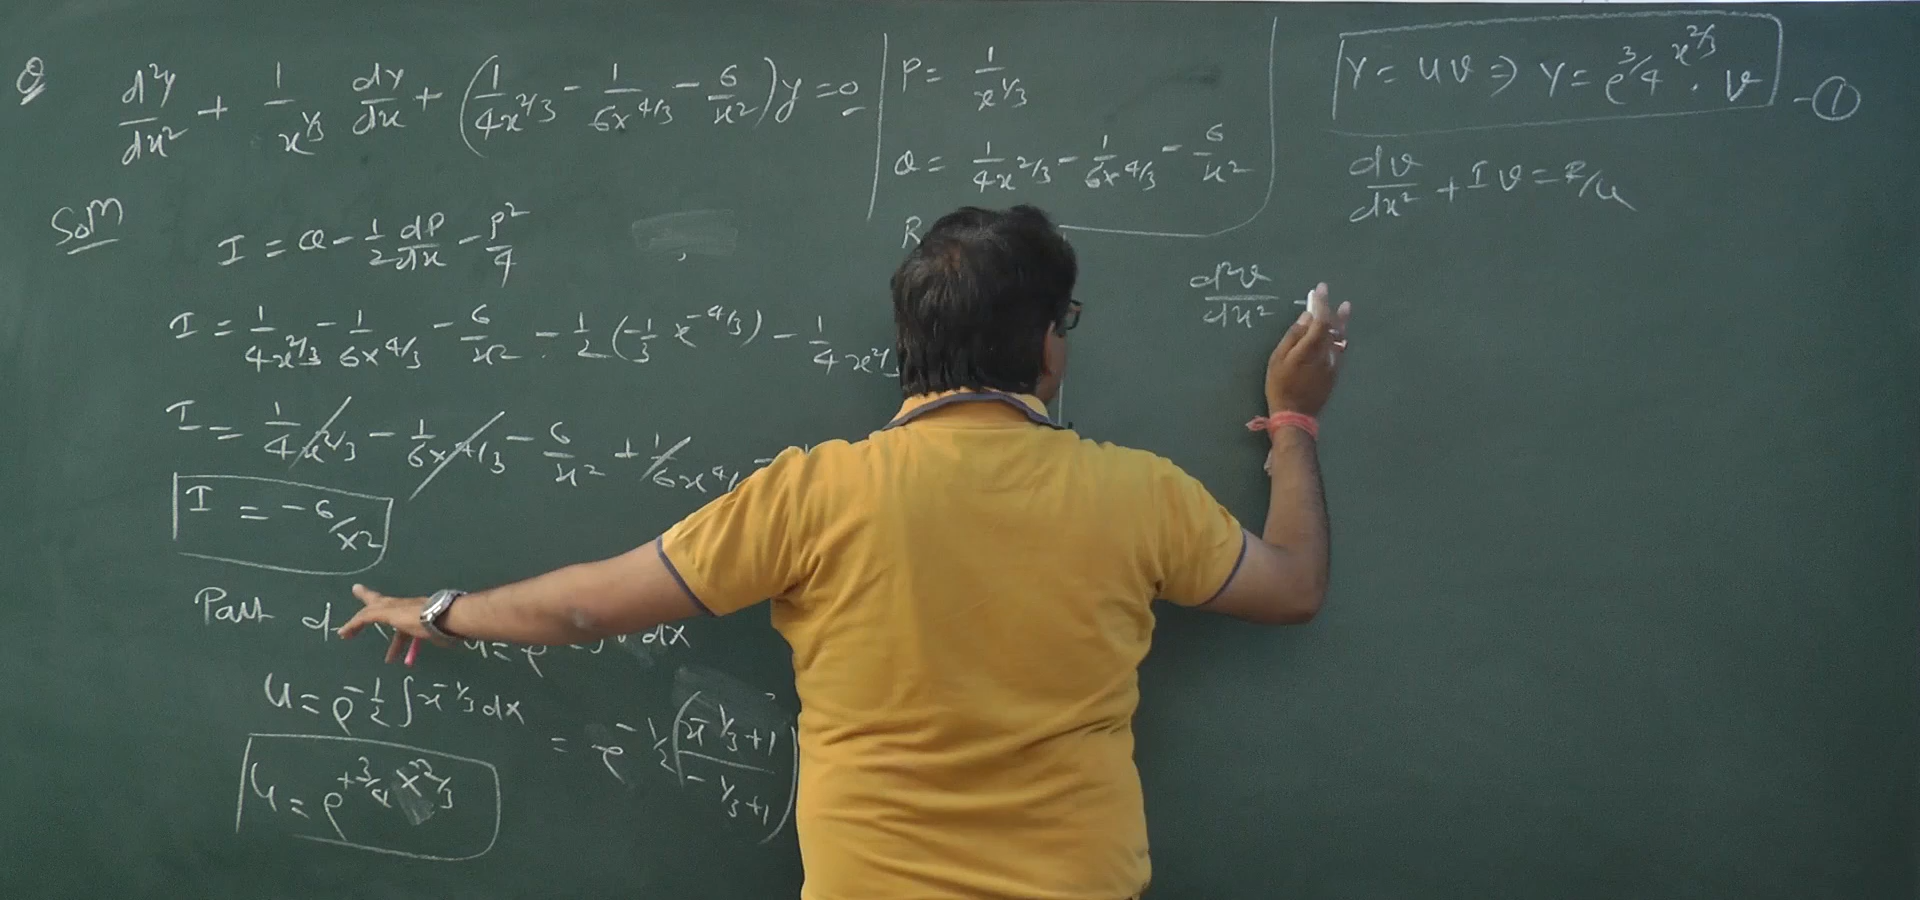 Q d²y/dx² + 1/x^1/3 dy/dx + (1/4x^2/3 - 1/6x^4/3 - 6/x²)y = 0
Solⁿ
I = Q - 1/2 dP/dx - P²/4
I = 1/4x^2/3 - 1/6x^4/3 - 6/x² - 1/2(-1/3 x^-4/3) - 1/4x^2/3
I = 1/4x^2/3 - 1/6x^4/3 - 6/x² + 1/6x^4/ -
I = -6/x²
Part
u = e dx
u = e^-1/2 ∫x^-1/3 dx = e^-1/2(x^-1/3+1 / -1/3+1)
u = e^+3/4 x^2/3
P = 1/x^1/3
Q = 1/4x^2/3 - 1/6x^4/3 - 6/x²
R
Y = uv ⇒ Y = e^3/4 x^2/3 . v - ①
dv/dx² + Iv = R/u
d²v/dx² -